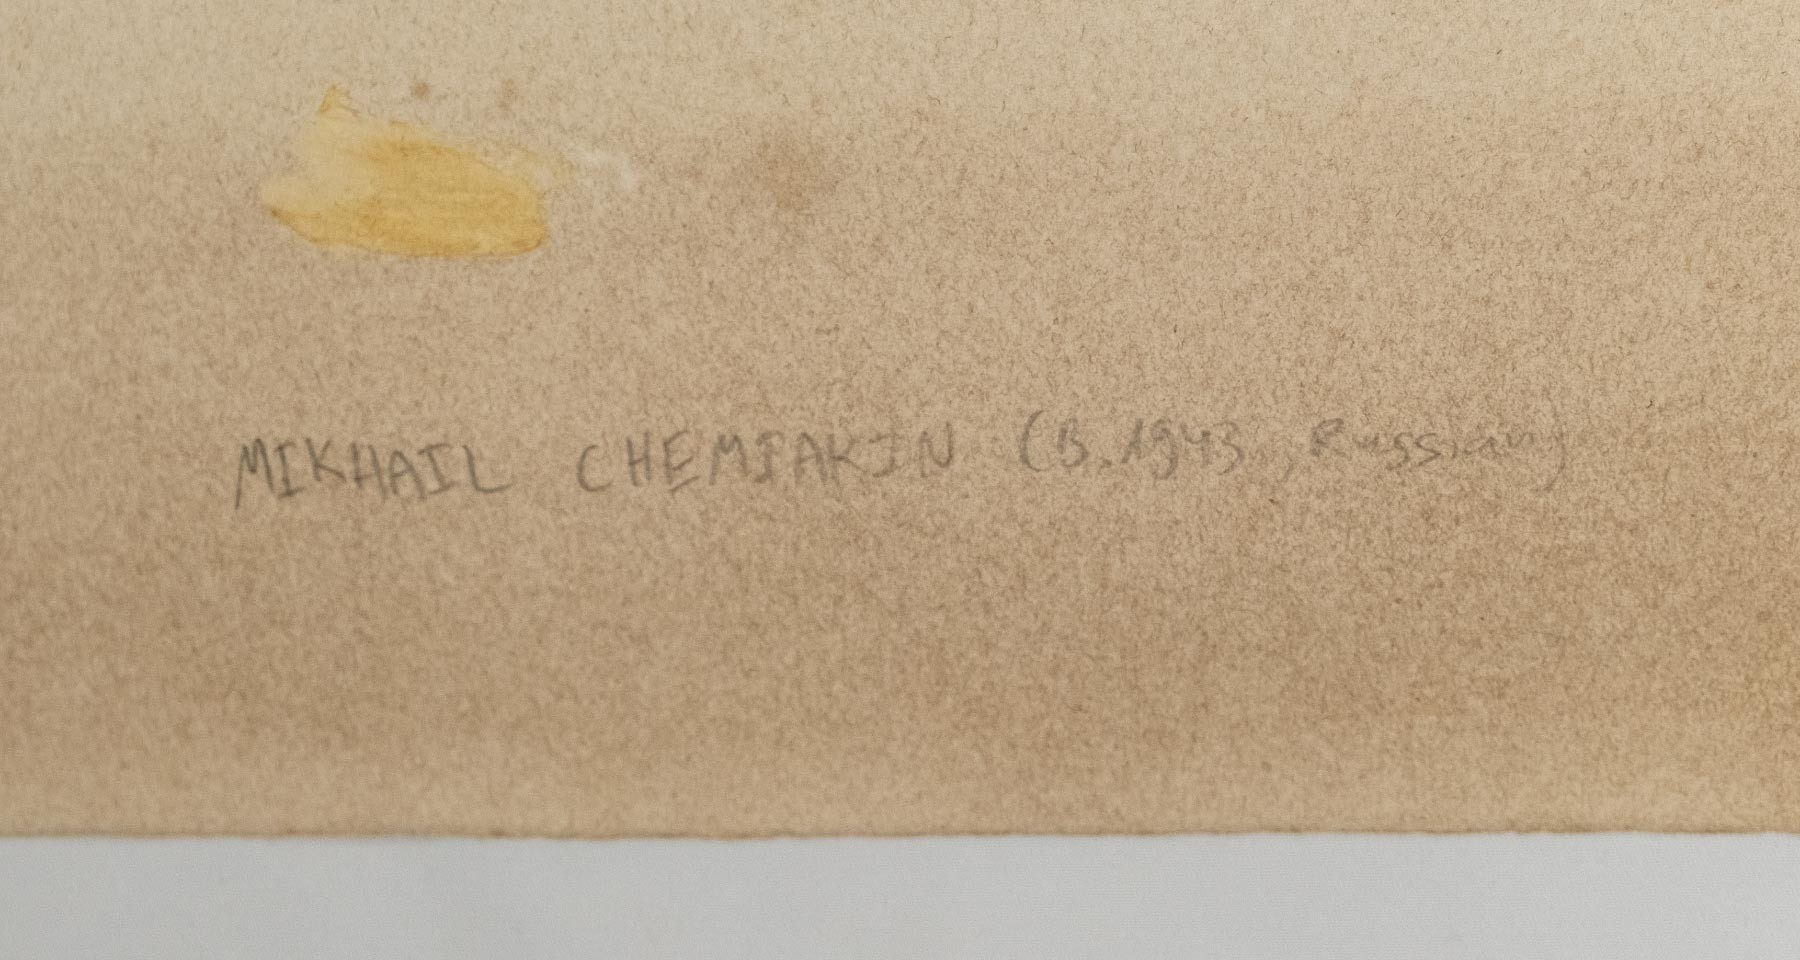 MIKHAIL CHEMIAKIN (B.1943, Russian)